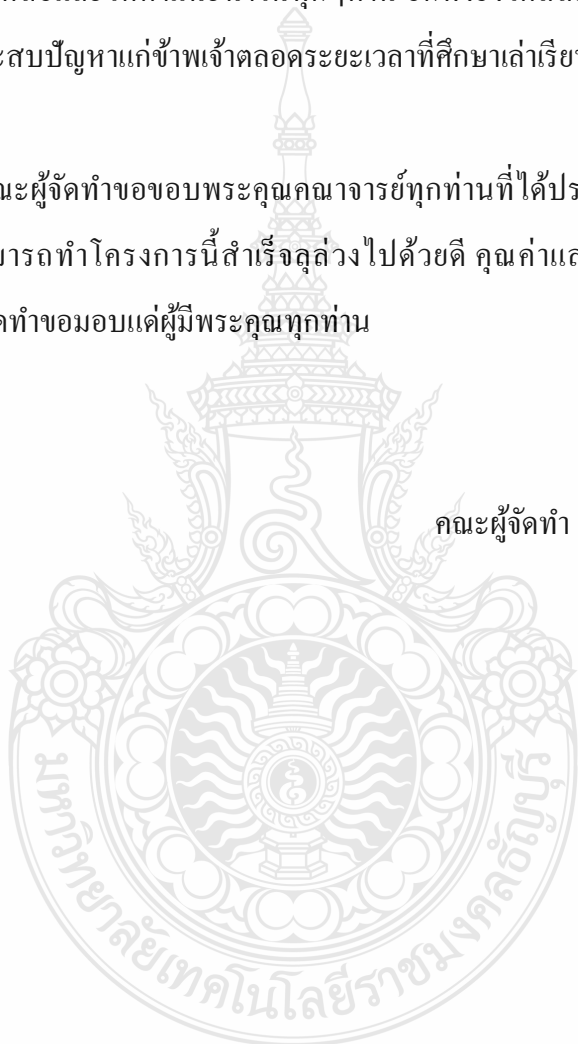 ะสบปัญหาแก่ข้าพเจ้าตลอดระยะเวลาที่ศึกษาเล่าเรีย
ณะผู้จัดทำขอขอบพระคุณคณาจารย์ทุกท่านที่ได้ประ
มารถทำโครงการนี้สำเร็จลุล่วงไปด้วยดี คุณค่าแล
ดทำขอมอบแด่ผู้มีพระคุณทุกท่าน
คณะผู้จัดทำ
มหาวิทยาลัยเทคโนโลยีราชมงคลธัญบุรี